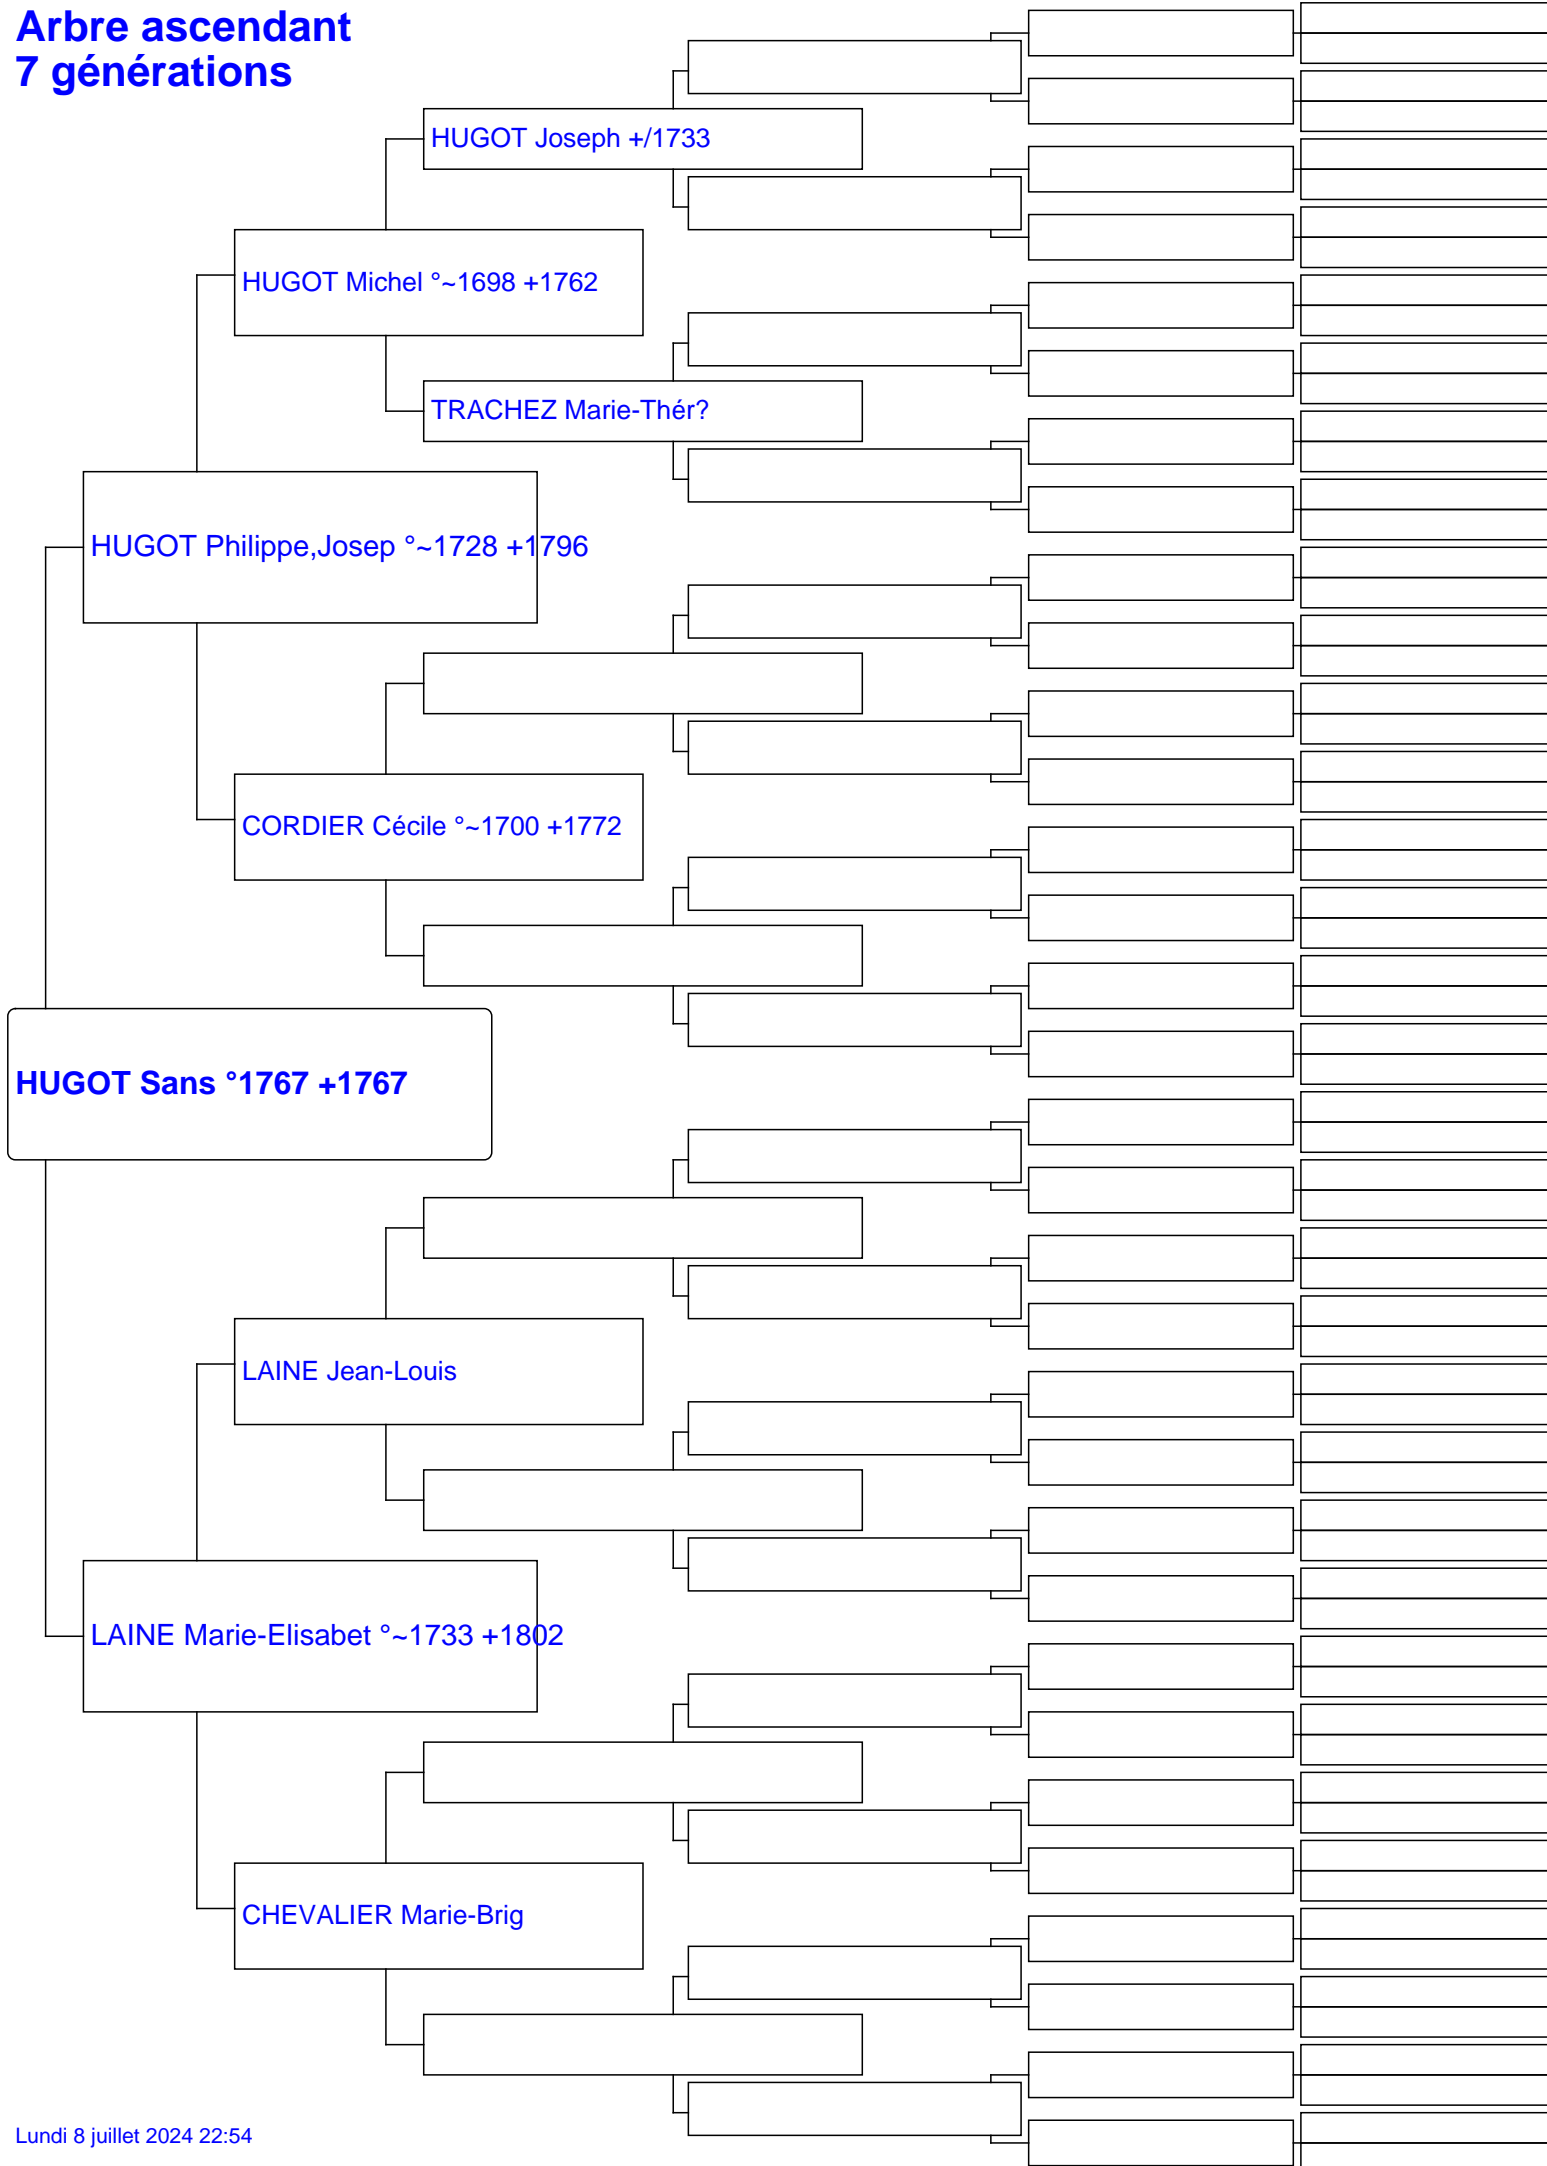 Arbre ascendant
7 générations
HUGOT Joseph +/1733
HUGOT Michel °~1698 +1762
TRACHEZ Marie-Thér?
HUGOT Philippe,Josep °~1728 +1796
CORDIER Cécile °~1700 +1772
HUGOT Sans °1767 +1767
LAINE Jean-Louis
LAINE Marie-Elisabet °~1733 +1802
CHEVALIER Marie-Brig
Lundi 8 juillet 2024 22:54